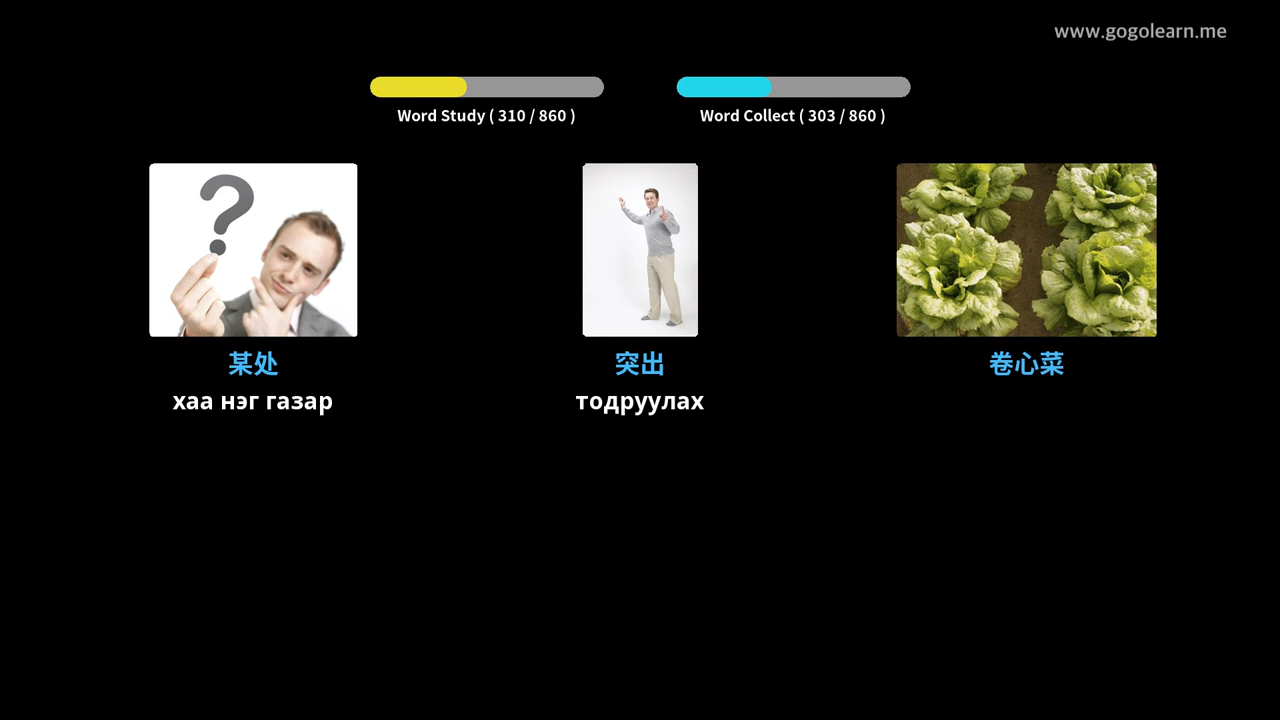 www.gogolearn.me
Word Study ( 310 / 860 )
Word Collect ( 303 / 860 )
某处
хаа нэг газар
突出
тодруулах
卷心菜